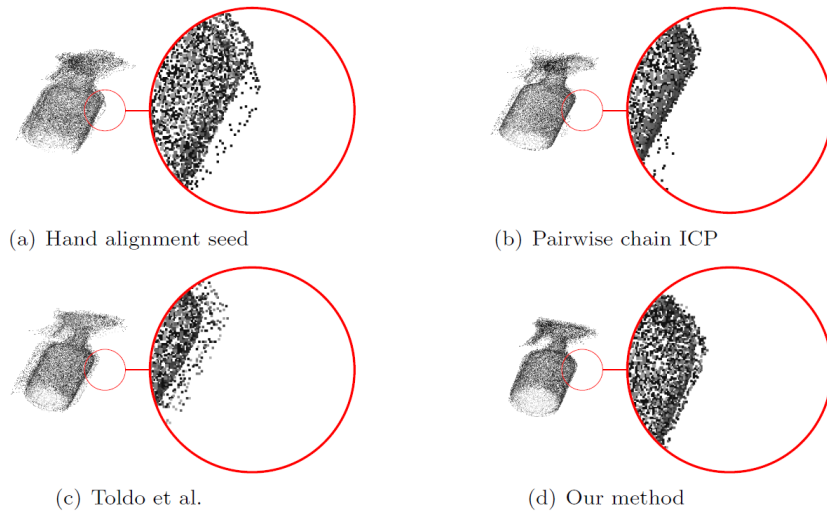 (a) Hand alignment seed
(b) Pairwise chain ICP
(c) Toldo et al.
(d) Our method